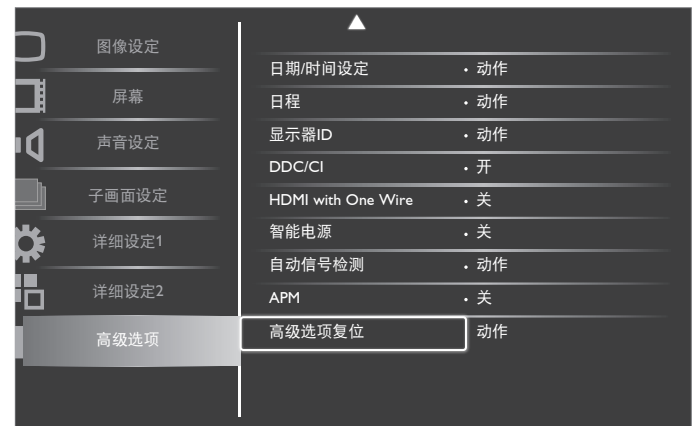 图像设定
屏幕
声音设定
子画面设定
详细设定1
详细设定2
高级选项
日期/时间设定 • 动作
日程 • 动作
显示器ID • 动作
DDC/CI • 开
HDMI with One Wire • 关
智能电源 • 关
自动信号检测 • 动作
APM • 关
高级选项复位 动作